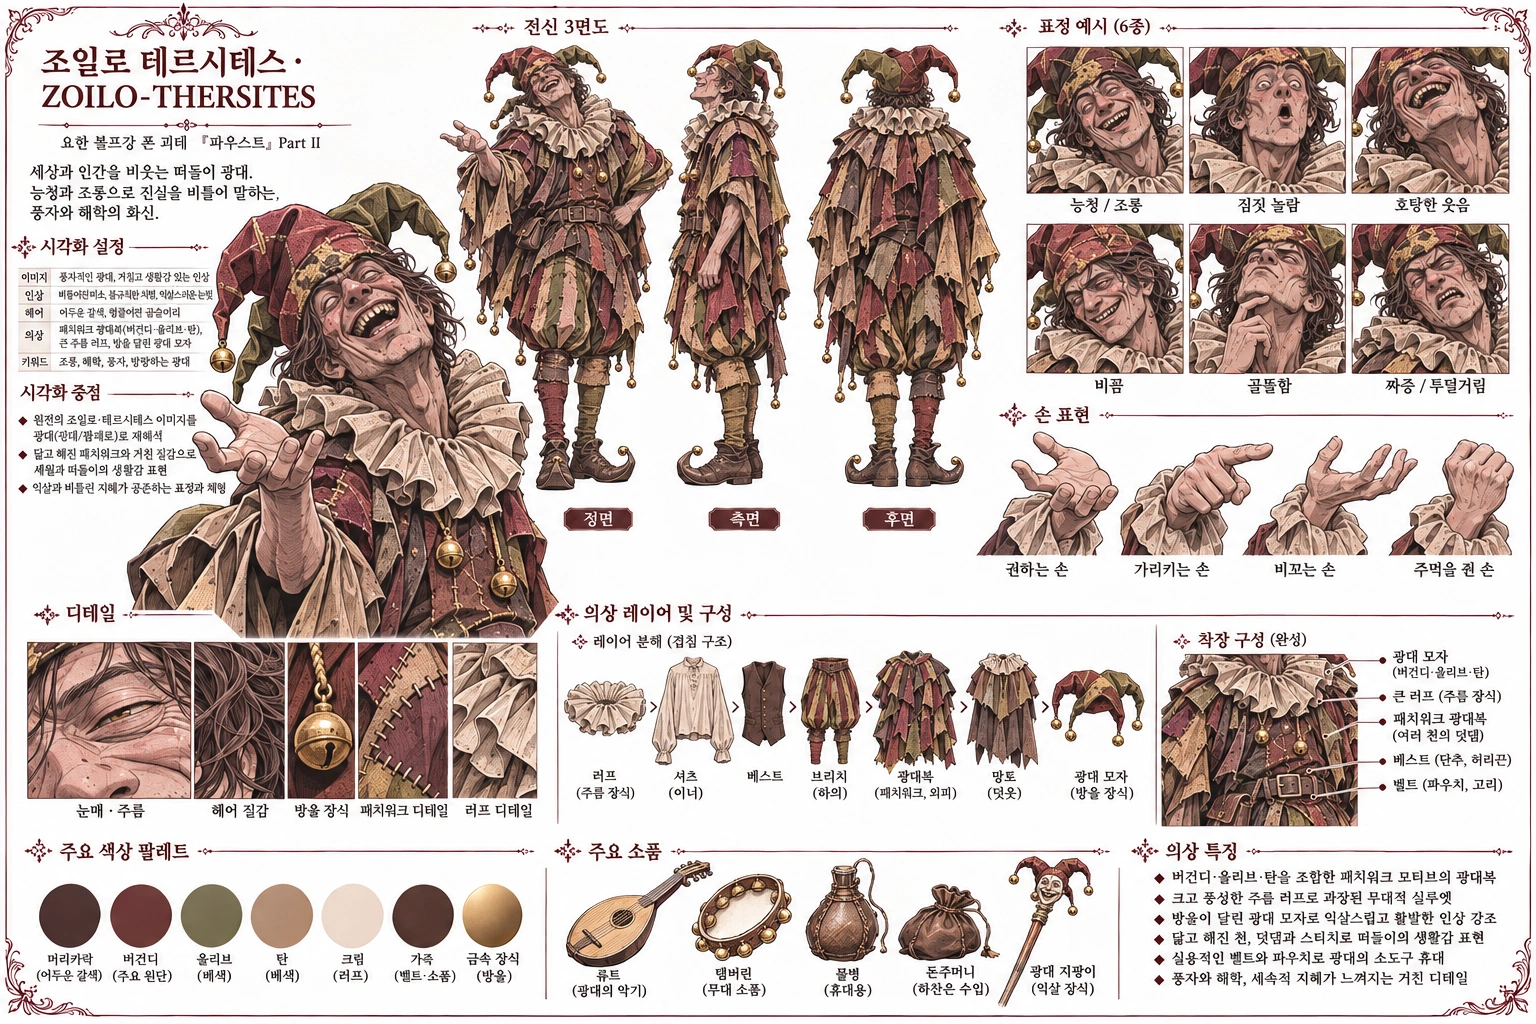 조일로 테르시테스 ·
ZOILO-THERSITES
요한 볼프강 폰 괴테 『파우스트』 Part II
세상과 인간을 비웃는 떠돌이 광대.
능청과 조롱으로 진실을 비틀어 말하는,
풍자와 해학의 화신.
시각화 설정
이미지 풍자적인 광대, 거칠고 생활감 있는 인상
인상
헤어 어두운 갈색, 헝클어진 곱슬머리
의상 패치워크 광대복(버건디·올리브·탄),
큰 주름 러프, 방울 달린 광대 모자
키워드 조롱, 해학, 풍자, 방랑하는 광대
시각화 중점
◆ 원전의 조일로·테르시테스 이미지를
광대(광대/)로 재해석
◆ 닳고 해진 패치워크와 거친 질감으로
세월과 떠돌이의 생활감 표현
◆ 익살과 비틀린 지혜가 공존하는 표정과 체형
전신 3면도
정면
측면
후면
표정 예시 (6종)
능청 / 조롱
짐짓 놀람
호탕한 웃음
비꼼
골똘함
짜증 / 투덜거림
손 표현
권하는 손
가리키는 손
비꼬는 손
주먹을 쥔 손
디테일
눈매 · 주름
헤어 질감
방울 장식
패치워크 디테일
러프 디테일
의상 레이어 및 구성
레이어 분해 (겹침 구조)
러프
(주름 장식)
셔츠
(이너)
베스트
브리치
(하의)
광대복
(패치워크, 외피)
망토
(덧옷)
광대 모자
(방울 장식)
착장 구성 (완성)
광대 모자
(버건디·올리브·탄)
큰 러프 (주름 장식)
패치워크 광대복
(여러 천의 덧댐)
베스트 (단추, 허리끈)
벨트 (파우치, 고리)
주요 색상 팔레트
머리카락
(어두운 갈색)
버건디
(주요 원단)
올리브
(배색)
탄
(배색)
크림
(러프)
가죽
(벨트·소품)
금속 장식
(방울)
주요 소품
류트
(광대의 악기)
탬버린
(무대 소품)
물병
(휴대용)
돈주머니
(하찮은 수입)
광대 지팡이
(익살 장식)
의상 특징
◆ 버건디·올리브·탄을 조합한 패치워크 모티브의 광대복
◆ 크고 풍성한 주름 러프로 과장된 무대적 실루엣
◆ 방울이 달린 광대 모자로 익살스럽고 활발한 인상 강조
◆ 닳고 해진 천, 덧댐과 스티치로 떠돌이의 생활감 표현
◆ 실용적인 벨트와 파우치로 광대의 소도구 휴대
◆ 풍자와 해학, 세속적 지혜가 느껴지는 거친 디테일